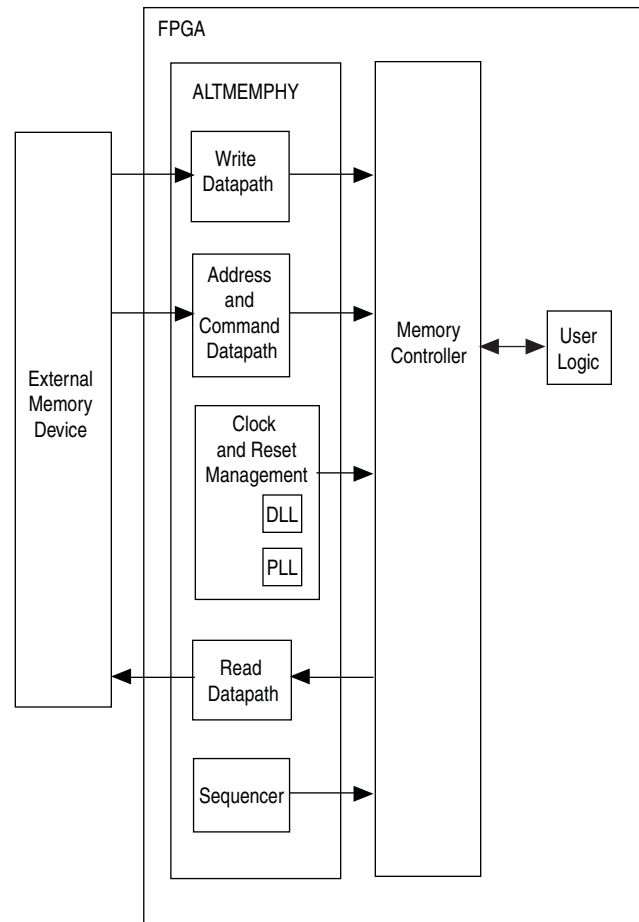 FPGA
ALTMEMPHY
Write
Datapath
Address
and
Command
Datapath
Memory
Controller
User
Logic
External
Memory
Device
Clock
and Reset
Management
DLL
PLL
Read
Datapath
Sequencer